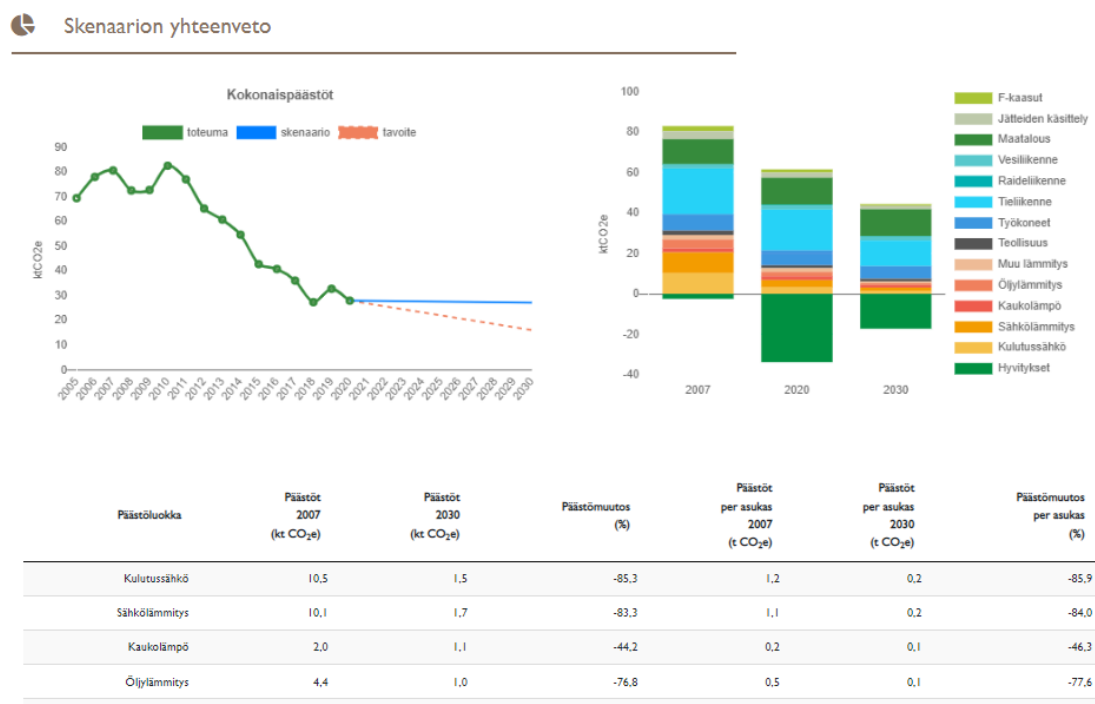 Skenaarion yhteenveto
Kokonaispäästöt
toteuma skenaario tavoite
ktCO2e
90
80
70
60
50
40
30
20
10
0
2005 2006 2007 2008 2009 2010 2011 2012 2013 2014 2015 2016 2017 2018 2019 2020 2021 2022 2023 2024 2025 2026 2027 2028 2029 2030
ktCO2e
100
80
60
40
20
0
-20
-40
2007 2020 2030
F-kaasut
Jätteiden käsittely
Maatalous
Vesiliikenne
Raideliikenne
Tieliikenne
Työkoneet
Teollisuus
Muu lämmitys
Öljylämmitys
Kaukolämpö
Sähkölämmitys
Kulutussähkö
Hyvitykset
Päästöluokka
Päästöt
2007
(kt CO₂e)
Päästöt
2030
(kt CO₂e)
Päästömuutos
(%)
Päästöt
per asukas
2007
(t CO₂e)
Päästöt
per asukas
2030
(t CO₂e)
Päästömuutos
per asukas
(%)
Kulutussähkö 10,5 1,5 -85,3 1,2 0,2 -85,9
Sähkölämmitys 10,1 1,7 -83,3 1,1 0,2 -84,0
Kaukolämpö 2,0 1,1 -44,2 0,2 0,1 -46,3
Öljylämmitys 4,4 1,0 -76,8 0,5 0,1 -77,6